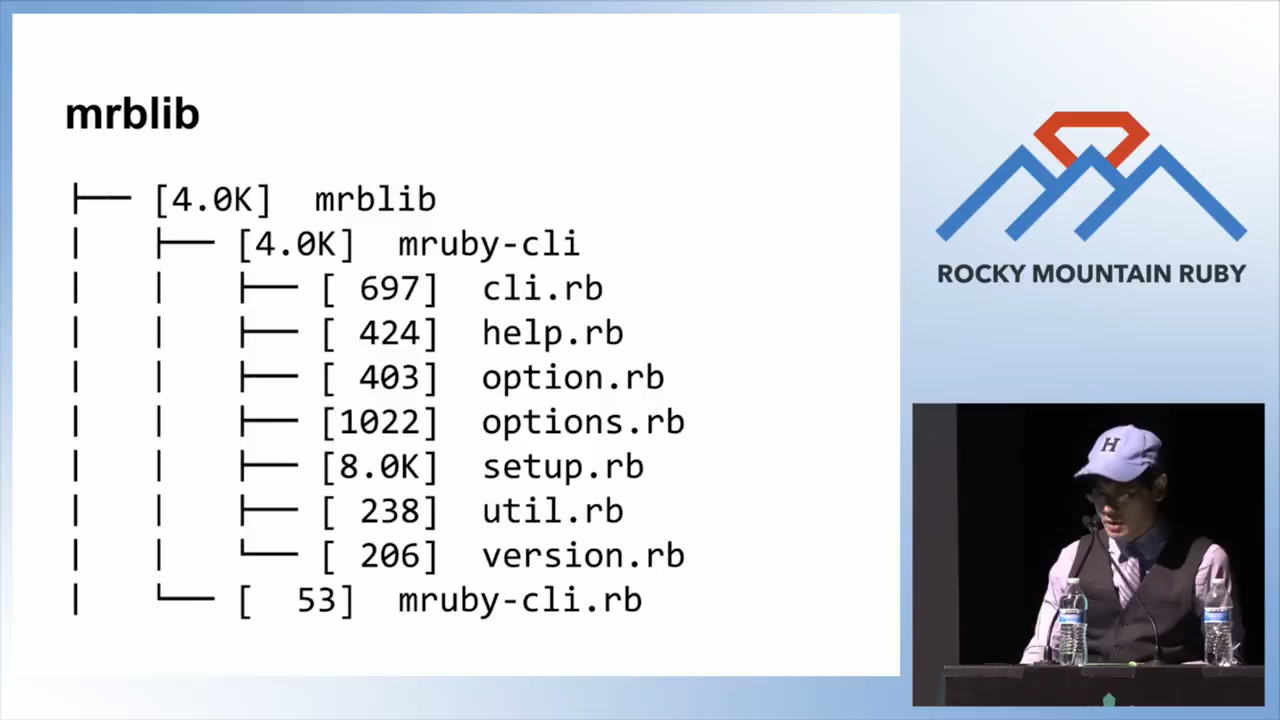 mrblib
├── [4.0K]  mrblib
│   ├── [4.0K]  mruby-cli
│   │   ├── [ 697]  cli.rb
│   │   ├── [ 424]  help.rb
│   │   ├── [ 403]  option.rb
│   │   ├── [1022]  options.rb
│   │   ├── [8.0K]  setup.rb
│   │   ├── [ 238]  util.rb
│   │   └── [ 206]  version.rb
│   └── [  53]  mruby-cli.rb
ROCKY MOUNTAIN RUBY
H